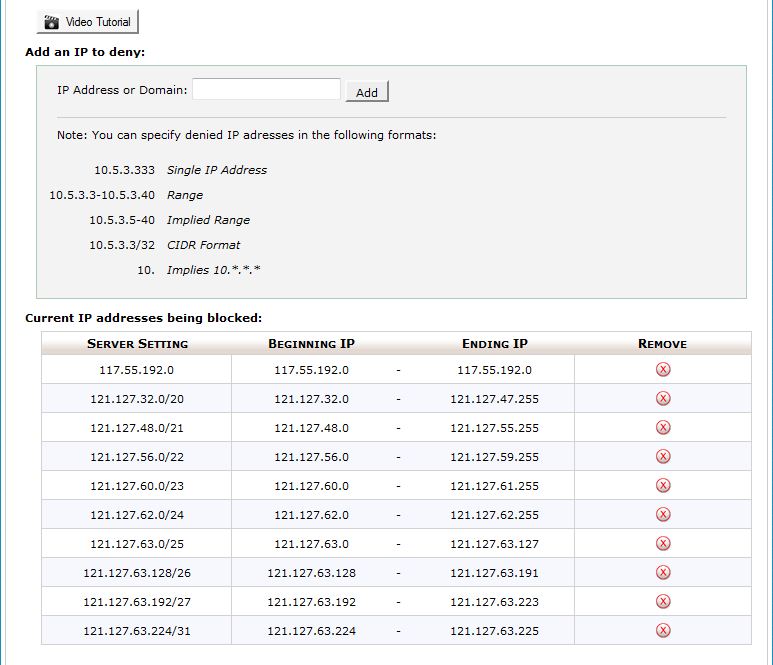 Video Tutorial
Add an IP to deny:
IP Address or Domain: Add
Note: You can specify denied IP adresses in the following formats:
10.5.3.333 Single IP Address
10.5.3.3-10.5.3.40 Range
10.5.3.5-40 Implied Range
10.5.3.3/32 CIDR Format
10. Implies 10.*.*.*
Current IP addresses being blocked:
SERVER SETTING BEGINNING IP ENDING IP REMOVE
117.55.192.0 117.55.192.0 - 117.55.192.0 X
121.127.32.0/20 121.127.32.0 - 121.127.47.255 X
121.127.48.0/21 121.127.48.0 - 121.127.55.255 X
121.127.56.0/22 121.127.56.0 - 121.127.59.255 X
121.127.60.0/23 121.127.60.0 - 121.127.61.255 X
121.127.62.0/24 121.127.62.0 - 121.127.62.255 X
121.127.63.0/25 121.127.63.0 - 121.127.63.127 X
121.127.63.128/26 121.127.63.128 - 121.127.63.191 X
121.127.63.192/27 121.127.63.192 - 121.127.63.223 X
121.127.63.224/31 121.127.63.224 - 121.127.63.225 X